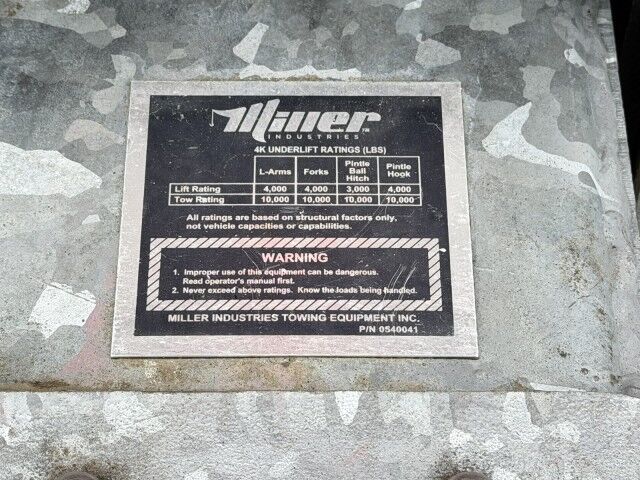 Miller TM
INDUSTRIES
4K UNDERLIFT RATINGS (LBS)
L-Arms Forks Pintle Ball Hitch Pintle Hook
Lift Rating 4,000 4,000 3,000 4,000
Tow Rating 10,000 10,000 10,000 10,000
All ratings are based on structural factors only,
not vehicle capacities or capabilities.
WARNING
1. Improper use of this equipment can be dangerous.
Read operator's manual first.
2. Never exceed above ratings. Know the loads being handled.
MILLER INDUSTRIES TOWING EQUIPMENT INC.
P/N 0540041